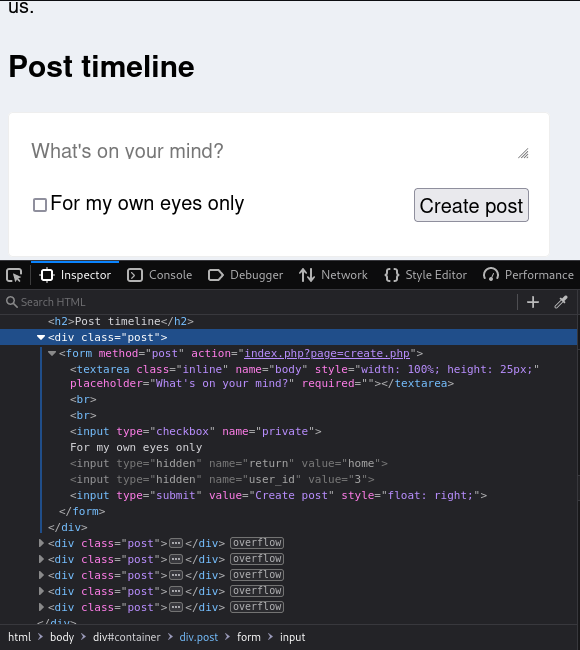 us.
Post timeline
What's on your mind?
For my own eyes only
Create post
Inspector Console Debugger Network Style Editor Performance
Search HTML
<h2>Post timeline</h2>
<div class="post">
<form method="post" action="index.php?page=create.php">
<textarea class="inline" name="body" style="width: 100%; height: 25px;"
placeholder="What's on your mind?" required=""></textarea>
<br>
<br>
<input type="checkbox" name="private">
For my own eyes only
<input type="hidden" name="return" value="home">
<input type="hidden" name="user_id" value="3">
<input type="submit" value="Create post" style="float: right;">
</form>
</div>
<div class="post"></div> overflow
<div class="post"></div> overflow
<div class="post"></div> overflow
<div class="post"></div> overflow
<div class="post"></div> overflow
</div>
html > body > div#container > div.post > form > input